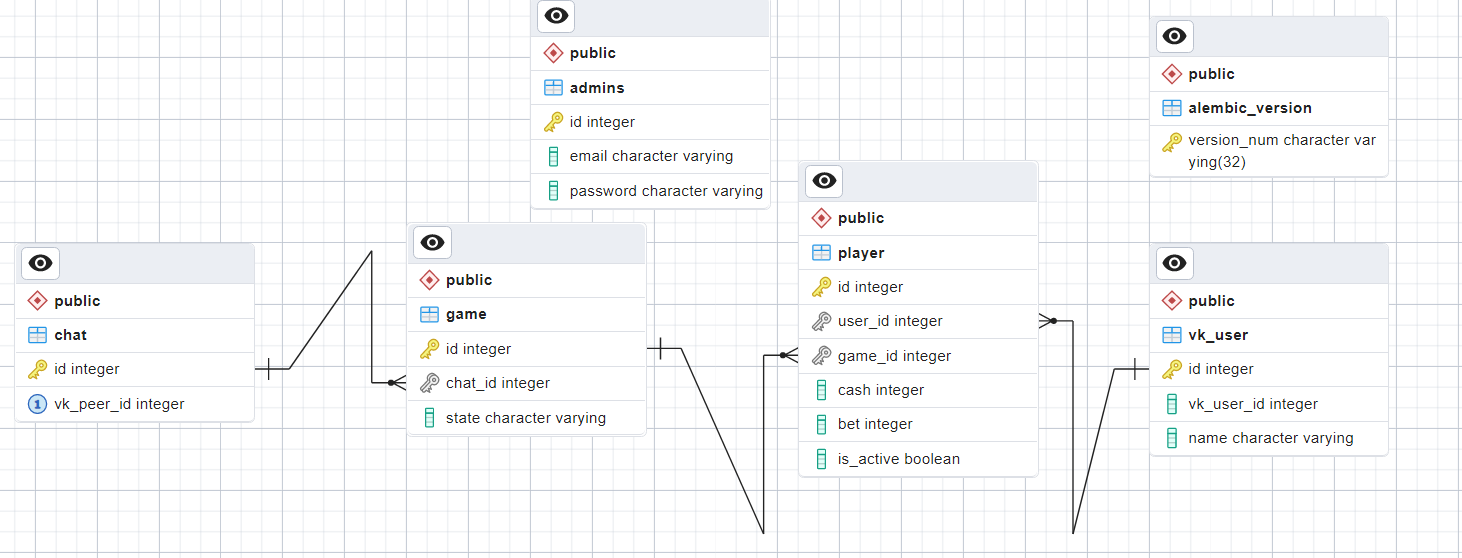 public
admins
id integer
email character varying
password character varying
public
alembic_version
version_num character var
ying(32)
public
chat
id integer
1 vk_peer_id integer
public
game
id integer
chat_id integer
state character varying
public
player
id integer
user_id integer
game_id integer
cash integer
bet integer
is_active boolean
public
vk_user
id integer
vk_user_id integer
name character varying